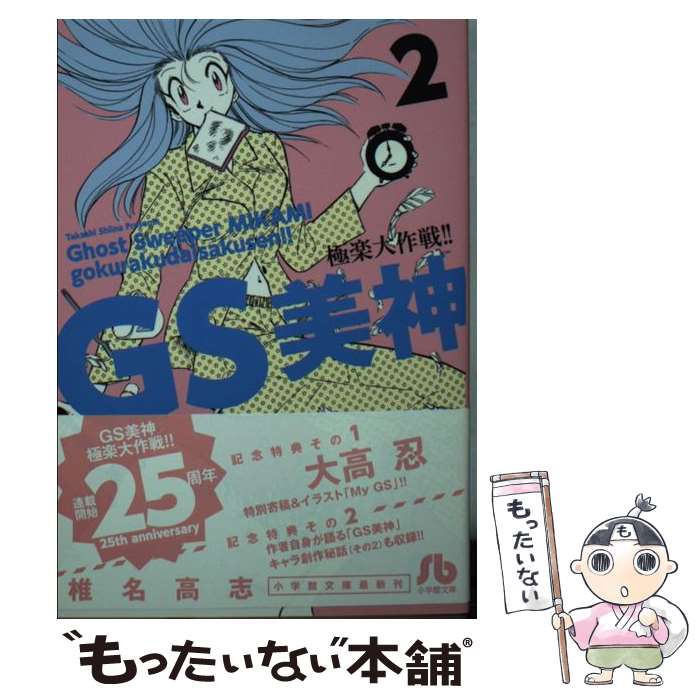 2
Takashi Shiina Presents
Ghost Sweeper MIKAMI
gokurakudaisakusen!!
極楽大作戦!!
GS美神
GS美神
極楽大作戦!!
連載
開始
25周年
25th anniversary
記念特典その1
大高 忍
特別寄稿&イラスト「My GS」!!
記念特典その2
作者自身が語る「GS美神」
キャラ創作秘話(その2)も収録!!
椎名高志
小学館文庫最新刊
小学館文庫
もったいない
“もったいない本舗®